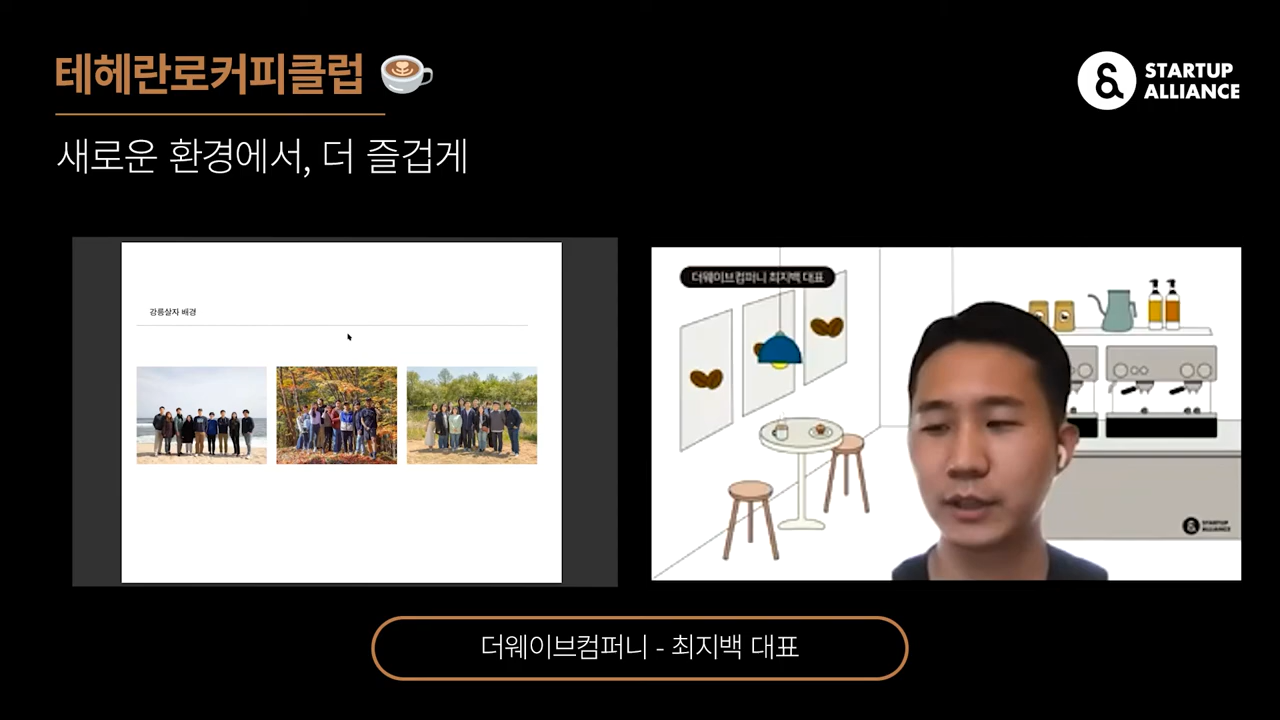 테헤란로커피클럽
STARTUP
ALLIANCE
새로운 환경에서, 더 즐겁게
강릉살자 배경
더웨이브컴퍼니 최지백 대표
STARTUP
ALLIANCE
더웨이브컴퍼니 - 최지백 대표